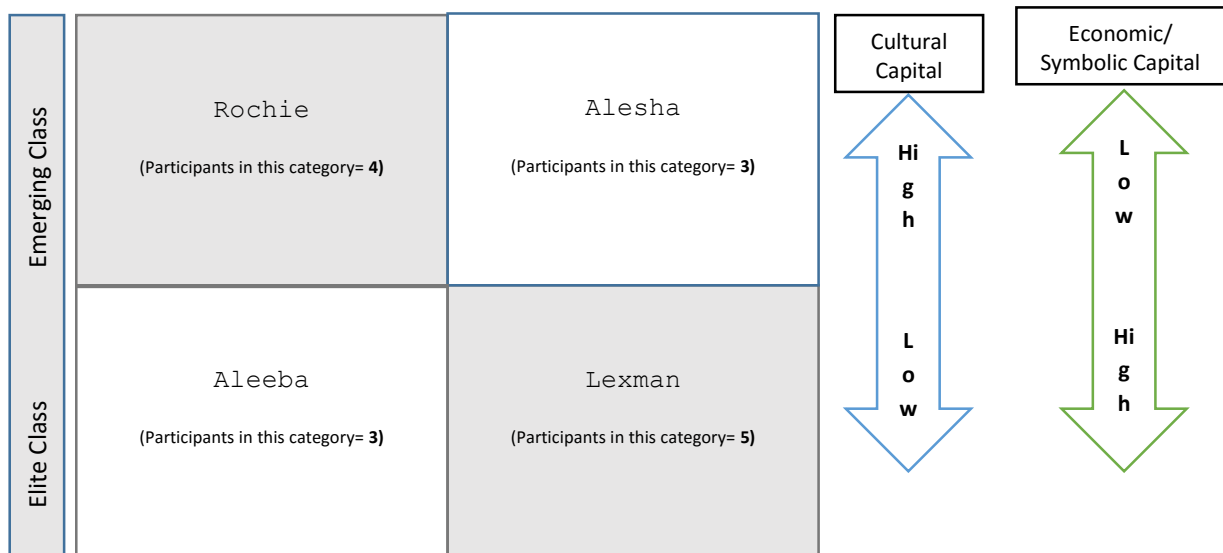 Emerging Class
Elite Class
Rochie
(Participants in this category= 4)
Alesha
(Participants in this category= 3)
Aleeba
(Participants in this category= 3)
Lexman
(Participants in this category= 5)
Cultural
Capital
Hi
g
h
L
o
w
Economic/
Symbolic Capital
L
o
w
Hi
g
h